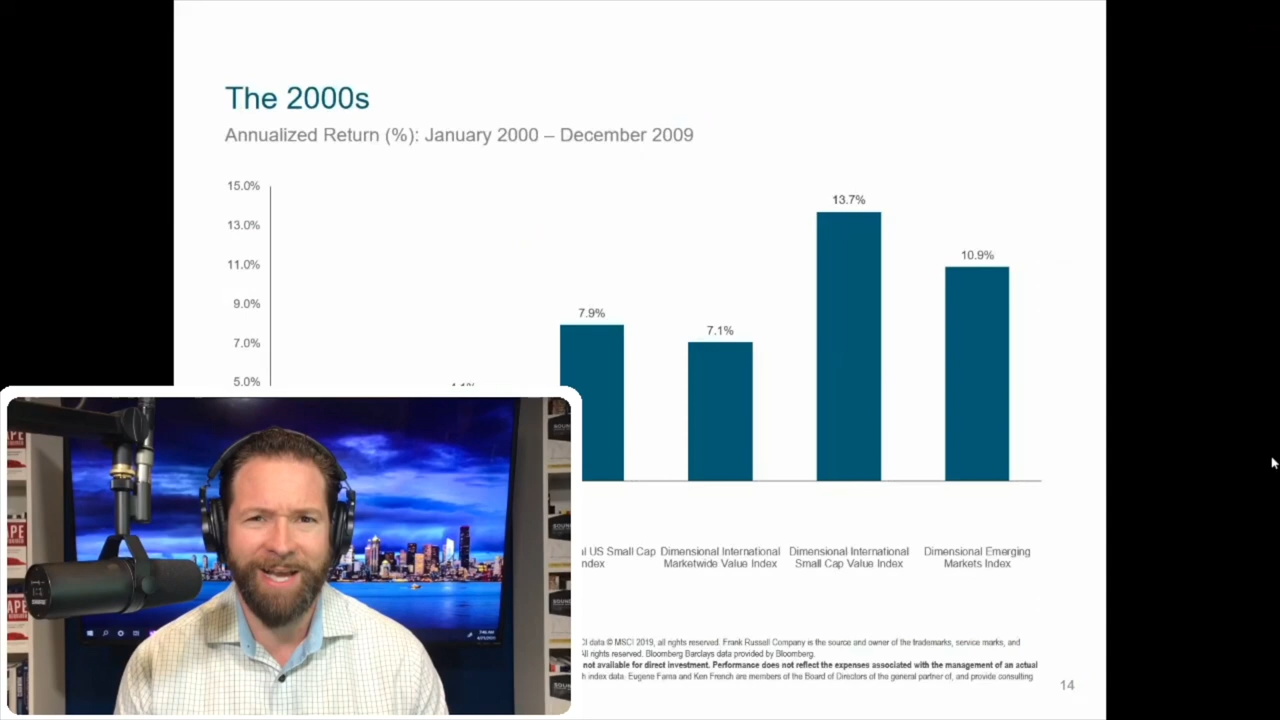 The 2000s
Annualized Return (%): January 2000 – December 2009
15.0%
13.7%
13.0%
11.0%
10.9%
9.0%
7.9%
7.1%
7.0%
5.0%
US Small Cap Dimensional International Dimensional International Dimensional Emerging
Marketwide Value Index Small Cap Value Index Markets Index
data © MSCI 2019, all rights reserved. Frank Russell Company is the source and owner of the trademarks, service marks, and
rights reserved. Bloomberg Barclays data provided by Bloomberg.
not available for direct investment. Performance does not reflect the expenses associated with the management of an actual
index data. Eugene Fama and Ken French are members of the Board of Directors of the general partner of, and provide consulting
14